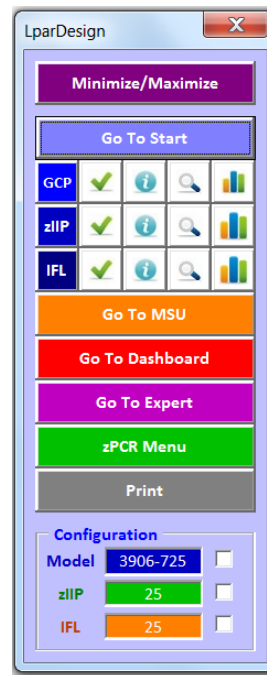 LparDesign
Minimize/Maximize
Go To Start
GCP
zIIP
IFL
Go To MSU
Go To Dashboard
Go To Expert
zPCR Menu
Print
Configuration
Model 3906-725
zIIP 25
IFL 25